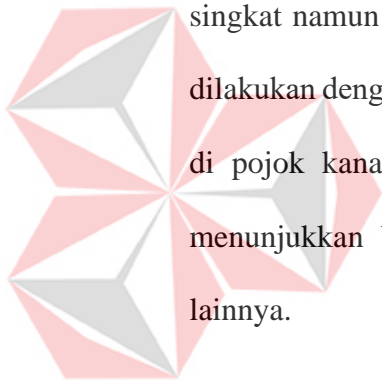 singkat namun
dilakukan deng
di pojok kana
menunjukkan
lainnya.